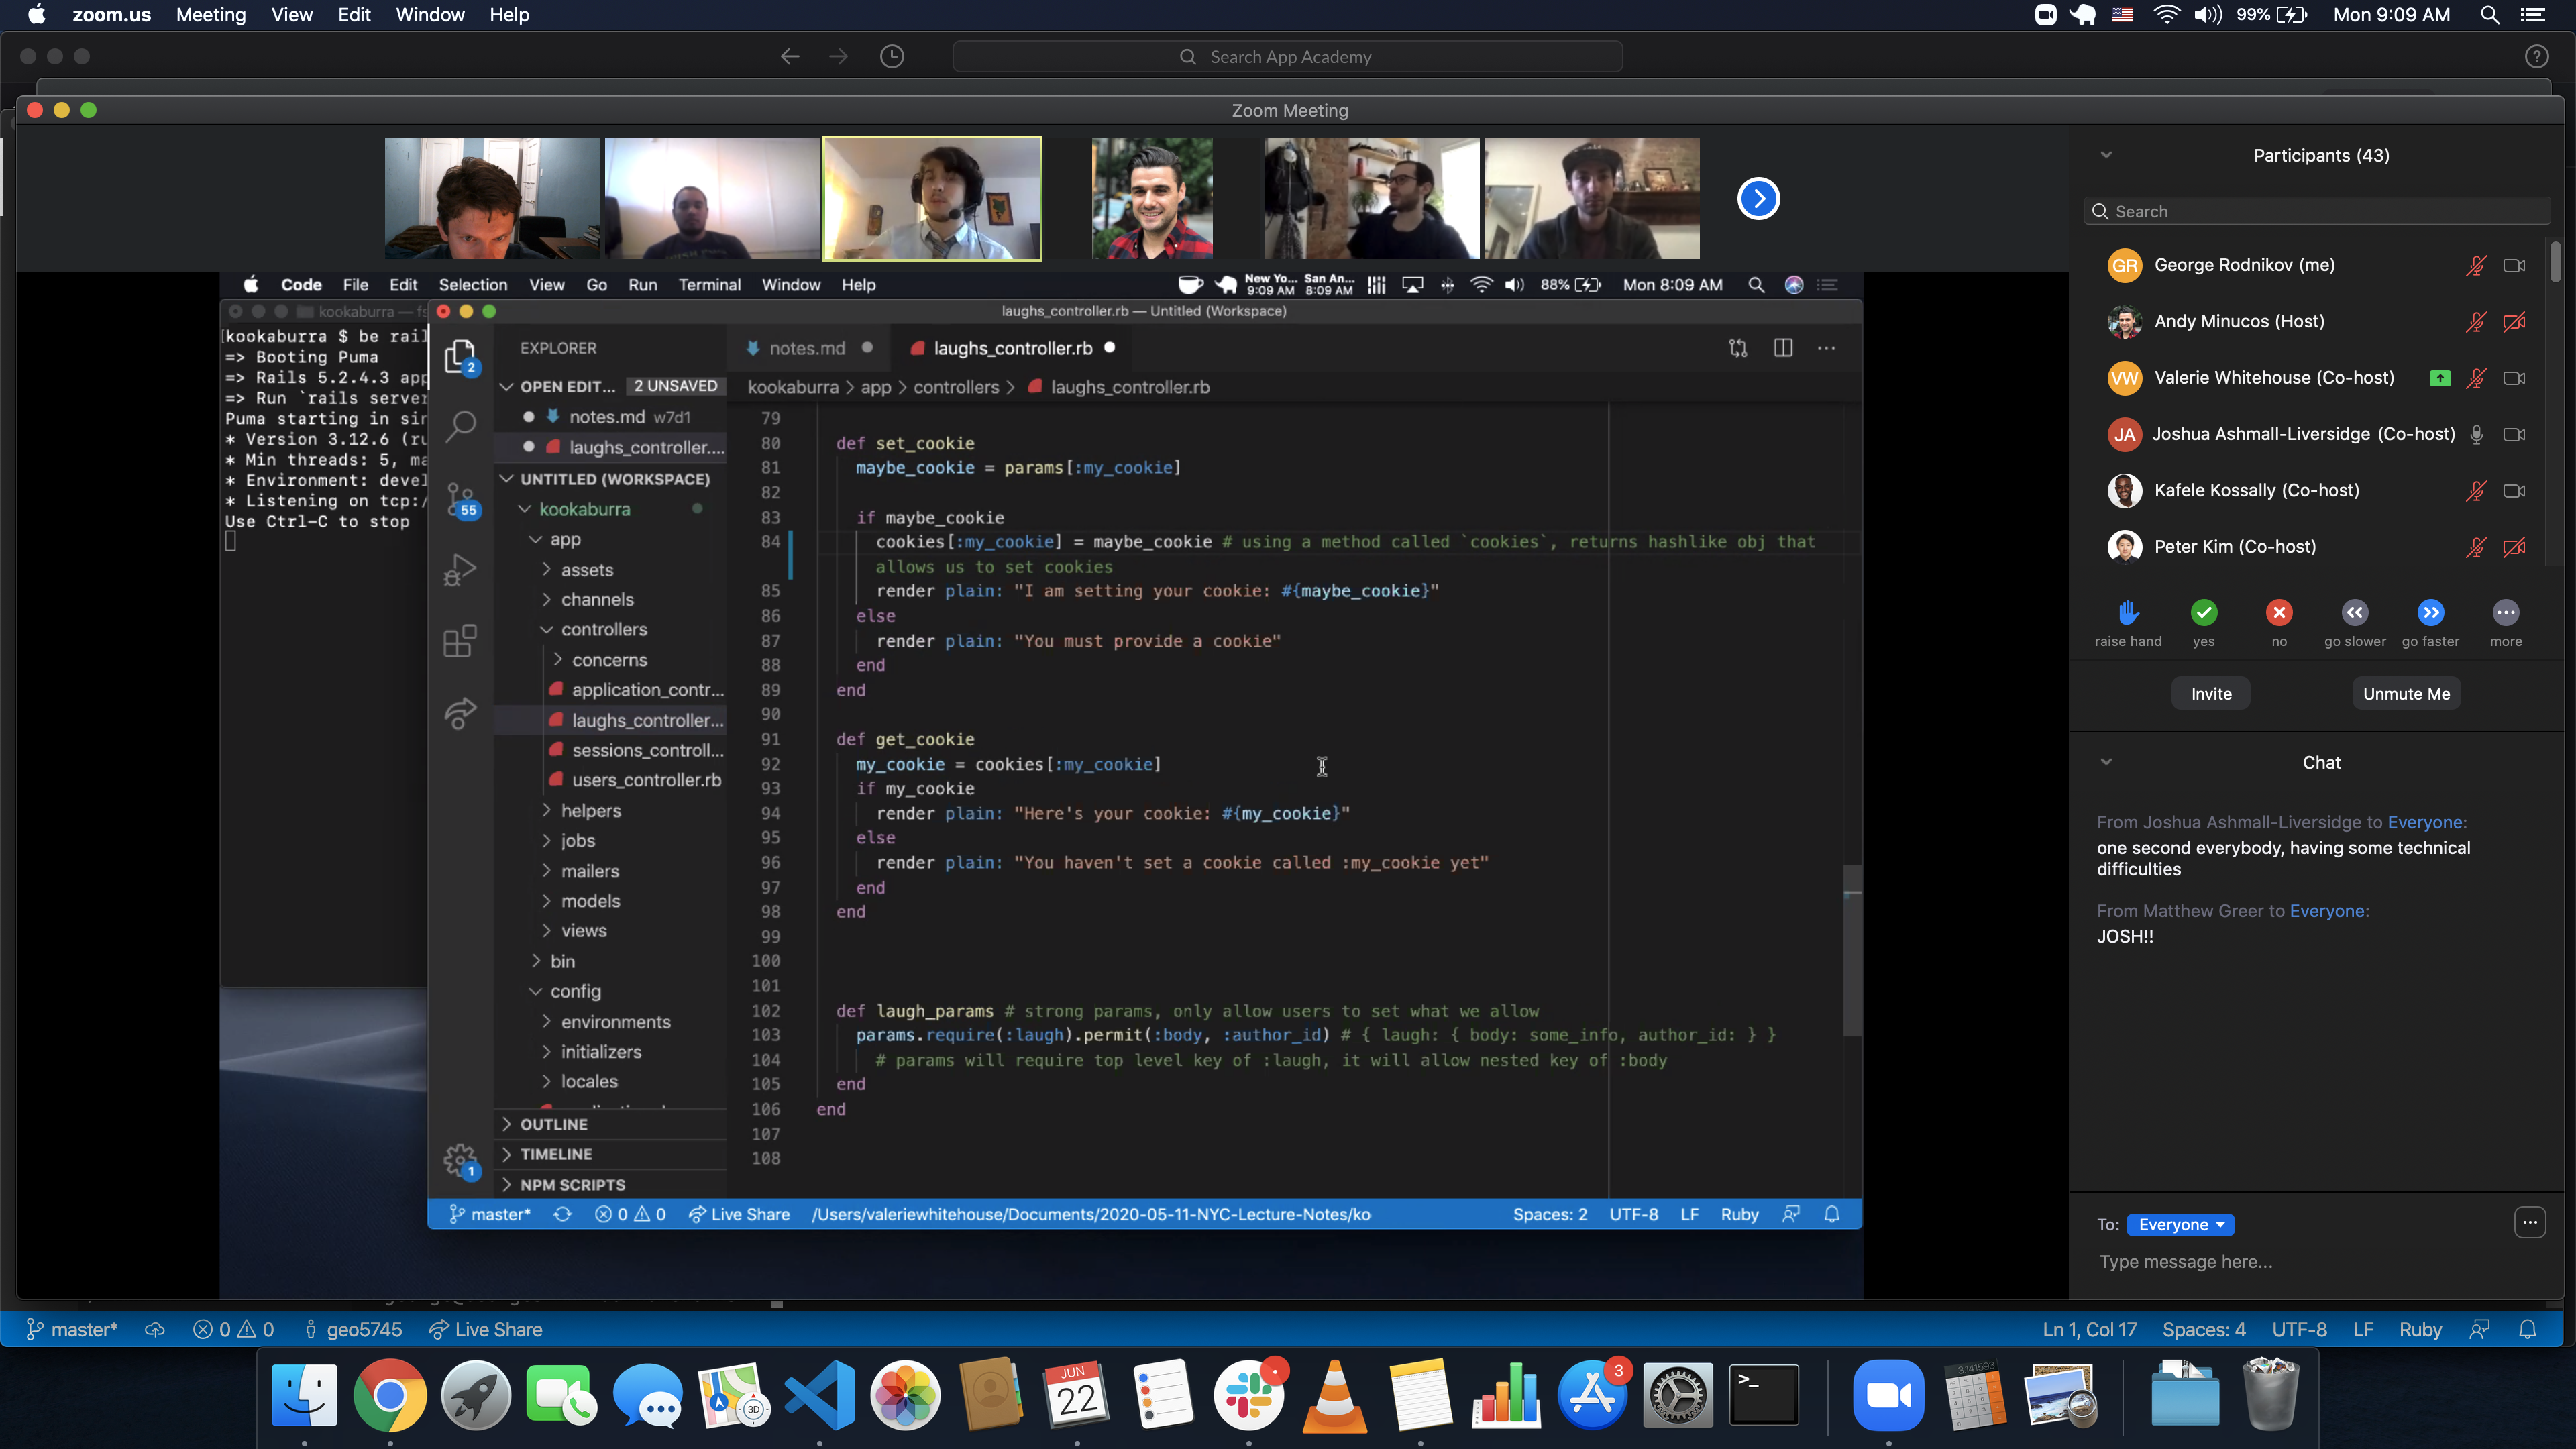 zoom.us Meeting View Edit Window Help
99% Mon 9:09 AM
Search App Academy
Zoom Meeting
Code File Edit Selection View Go Run Terminal Window Help
New Yo... San An...
9:09 AM 8:09 AM
88% Mon 8:09 AM
kookaburra — fs
laughs_controller.rb — Untitled (Workspace)
kookaburra $ be rail
=> Booting Puma
=> Rails 5.2.4.3 app
=> Run `rails server
Puma starting in sin
* Version 3.12.6 (ru
* Min threads: 5, ma
* Environment: devel
* Listening on tcp:/
Use Ctrl-C to stop
2
55
1
EXPLORER
OPEN EDIT... 2 UNSAVED
notes.md w7d1
laughs_controller....
UNTITLED (WORKSPACE)
kookaburra
app
assets
channels
controllers
concerns
application_contr...
laughs_controller...
sessions_controll...
users_controller.rb
helpers
jobs
mailers
models
views
bin
config
environments
initializers
locales
OUTLINE
TIMELINE
NPM SCRIPTS
notes.md laughs_controller.rb
kookaburra > app > controllers > laughs_controller.rb
79
80 def set_cookie
81 maybe_cookie = params[:my_cookie]
82
83 if maybe_cookie
84 cookies[:my_cookie] = maybe_cookie # using a method called `cookies`, returns hashlike obj that
allows us to set cookies
85 render plain: "I am setting your cookie: #{maybe_cookie}"
86 else
87 render plain: "You must provide a cookie"
88 end
89 end
90
91 def get_cookie
92 my_cookie = cookies[:my_cookie]
93 if my_cookie
94 render plain: "Here's your cookie: #{my_cookie}"
95 else
96 render plain: "You haven't set a cookie called :my_cookie yet"
97 end
98 end
99
100
101
102 def laugh_params # strong params, only allow users to set what we allow
103 params.require(:laugh).permit(:body, :author_id) # { laugh: { body: some_info, author_id: } }
104 # params will require top level key of :laugh, it will allow nested key of :body
105 end
106 end
107
108
master* 0 0 Live Share /Users/valeriewhitehouse/Documents/2020-05-11-NYC-Lecture-Notes/ko Spaces: 2 UTF-8 LF Ruby
Participants (43)
Search
GR George Rodnikov (me)
Andy Minucos (Host)
VW Valerie Whitehouse (Co-host)
JA Joshua Ashmall-Liversidge (Co-host)
Kafele Kossally (Co-host)
Peter Kim (Co-host)
raise hand yes no go slower go faster more
Invite Unmute Me
Chat
From Joshua Ashmall-Liversidge to Everyone:
one second everybody, having some technical
difficulties
From Matthew Greer to Everyone:
JOSH!!
To: Everyone
Type message here...
master* 0 0 geo5745 Live Share Ln 1, Col 17 Spaces: 4 UTF-8 LF Ruby
3D
JUN
22
3
>_
3.141593